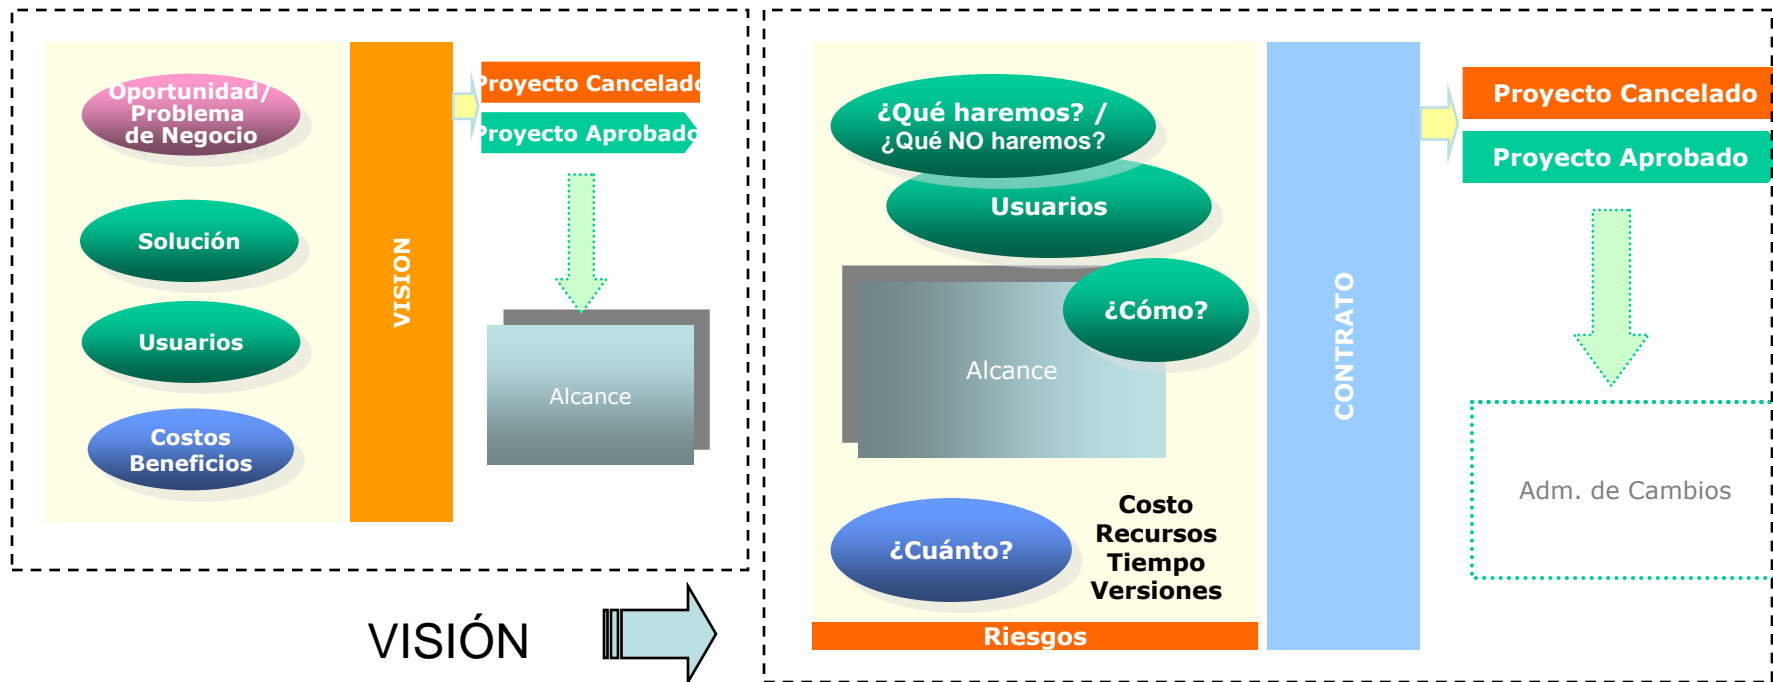 Oportunidad/
Problema
de Negocio
Solución
Usuarios
Costos
Beneficios
VISION
Proyecto Cancelado
Proyecto Aprobado
Alcance
VISIÓN
¿Qué haremos? /
¿Qué NO haremos?
Usuarios
¿Cómo?
Alcance
¿Cuánto?
Costo
Recursos
Tiempo
Versiones
Riesgos
CONTRATO
Proyecto Cancelado
Proyecto Aprobado
Adm. de Cambios